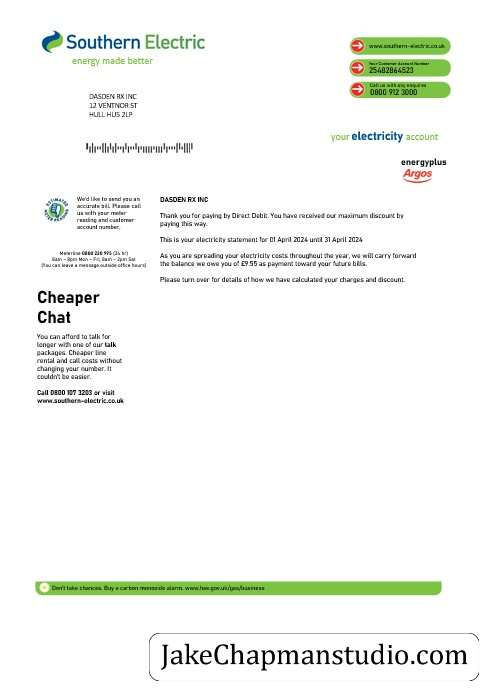 Southern Electric
energy made better
www.southern-electric.co.uk
Your Customer Account Number
25482864523
Call us with any enquires
0800 912 3000
DASDEN RX INC
12 VENTNOR ST
HULL HUS 2LP
your electricity account
energyplus
Argos
ESTIMATED
We'd like to send you an
accurate bill. Please call
us with your meter
reading and customer
account number.
Meterline 0800 220 975 (24 hr)
8am - 8pm Mon - Fri, 8am - 2pm Sat
(You can leave a message outside office hours)
DASDEN RX INC
Thank you for paying by Direct Debit. You have received our maximum discount by
paying this way.
This is your electricity statement for 01 April 2024 until 31 April 2024
As you are spreading your electricity costs throughout the year, we will carry forward
the balance we owe you of £9.55 as payment toward your future bills.
Please turn over for details of how we have calculated your charges and discount.
Cheaper
Chat
You can afford to talk for
longer with one of our talk
packages. Cheaper line
rental and call costs without
changing your number. It
couldn't be easier.
Call 0800 107 3203 or visit
www.southern-electric.co.uk
Don't take chances. Buy a carbon monoxide alarm. www.hse.gov.uk/gas/business
JakeChapmanstudio.com